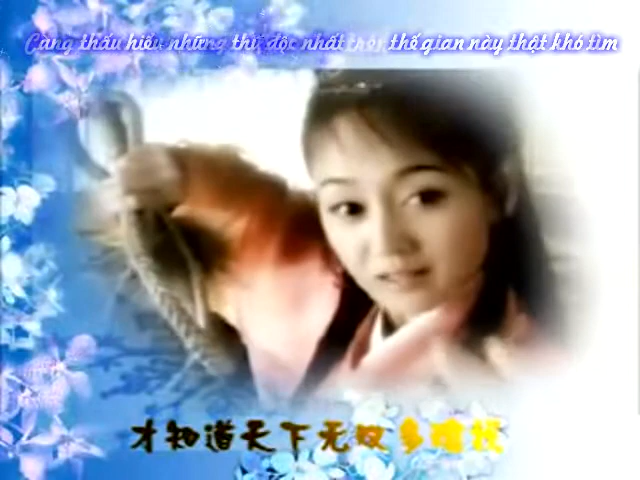 Càng thấu hiểu những thứ độc nhất trên thế gian này thật khó tìm
才知道天下无双多难找